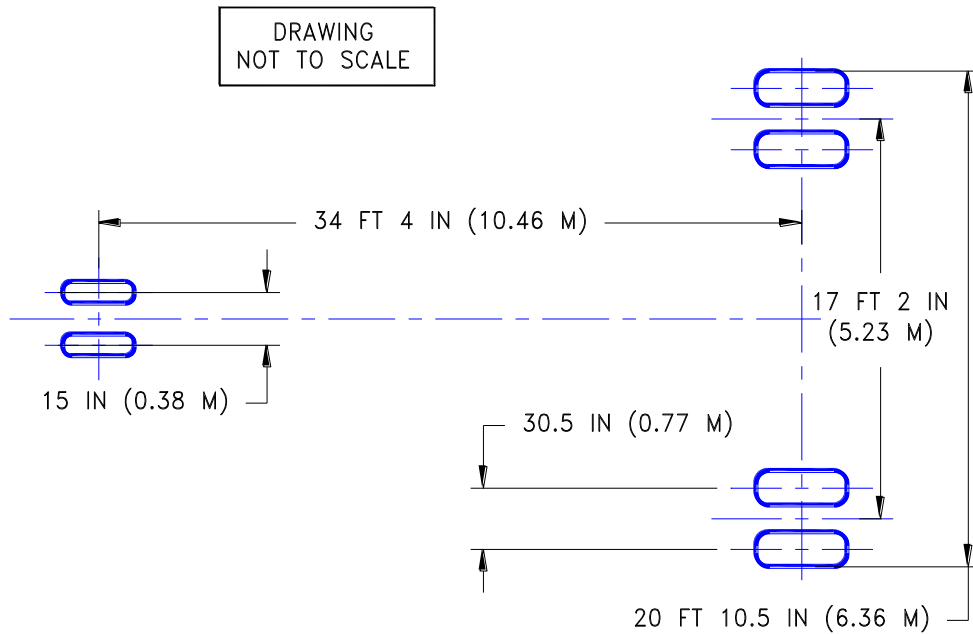 DRAWING
NOT TO SCALE
34 FT 4 IN (10.46 M)
17 FT 2 IN
(5.23 M)
15 IN (0.38 M)
30.5 IN (0.77 M)
20 FT 10.5 IN (6.36 M)